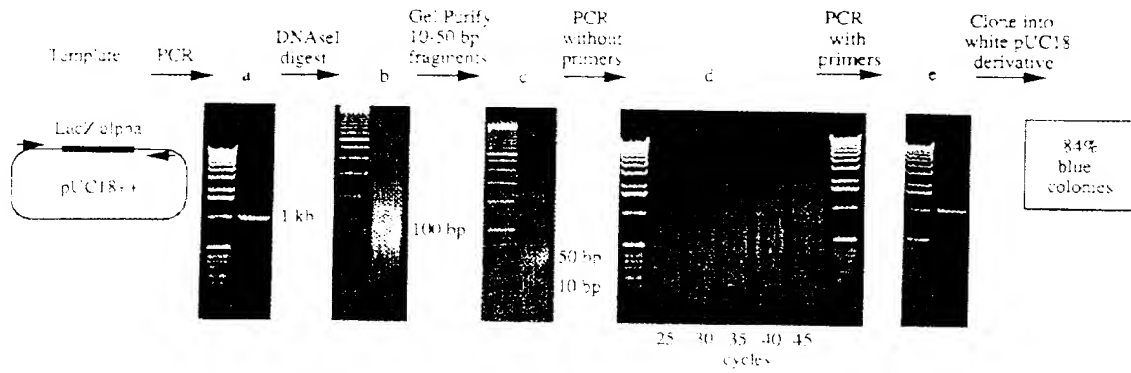 Template
PCR
a
DNAseI
digest
b
Gel Purify
10-50 bp
fragments
c
PCR
without
primers
d
PCR
with
primers
e
Clone into
white pUC18
derivative
LacZ alpha
pUC18++
1 kb
100 bp
50 bp
10 bp
25 30 35 40 45
cycles
84%
blue
colonies